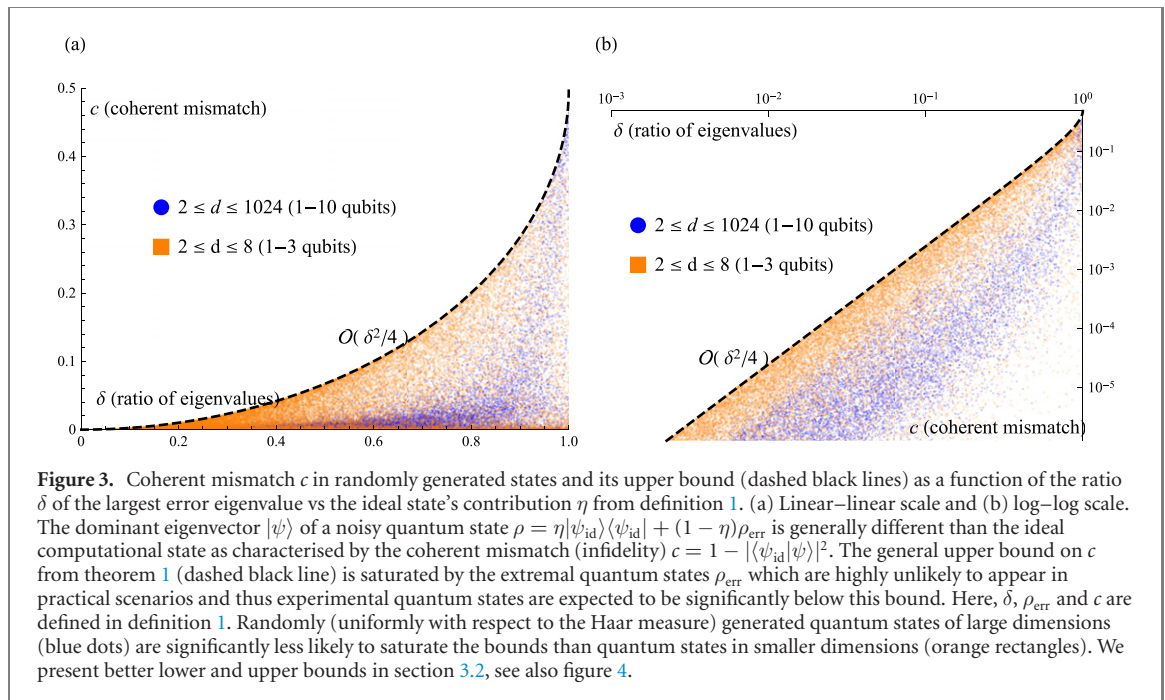 (a)
0.5
c (coherent mismatch)
0.4
0.3
0.2
0.1
0
2 ≤ d ≤ 1024 (1−10 qubits)
2 ≤ d ≤ 8 (1−3 qubits)
O( δ²/4 )
δ (ratio of eigenvalues)
0 0.2 0.4 0.6 0.8 1.0
(b)
10⁻³ 10⁻² 10⁻¹ 10⁰
δ (ratio of eigenvalues)
10⁻¹
10⁻²
10⁻³
10⁻⁴
10⁻⁵
2 ≤ d ≤ 1024 (1−10 qubits)
2 ≤ d ≤ 8 (1−3 qubits)
O( δ²/4 )
c (coherent mismatch)
Figure 3. Coherent mismatch c in randomly generated states and its upper bound (dashed black lines) as a function of the ratio
δ of the largest error eigenvalue vs the ideal state's contribution η from definition 1. (a) Linear–linear scale and (b) log–log scale.
The dominant eigenvector |ψ⟩ of a noisy quantum state ρ = η|ψid⟩⟨ψid| + (1 − η)ρerr is generally different than the ideal
computational state as characterised by the coherent mismatch (infidelity) c = 1 − |⟨ψid|ψ⟩|². The general upper bound on c
from theorem 1 (dashed black line) is saturated by the extremal quantum states ρerr which are highly unlikely to appear in
practical scenarios and thus experimental quantum states are expected to be significantly below this bound. Here, δ, ρerr and c are
defined in definition 1. Randomly (uniformly with respect to the Haar measure) generated quantum states of large dimensions
(blue dots) are significantly less likely to saturate the bounds than quantum states in smaller dimensions (orange rectangles). We
present better lower and upper bounds in section 3.2, see also figure 4.